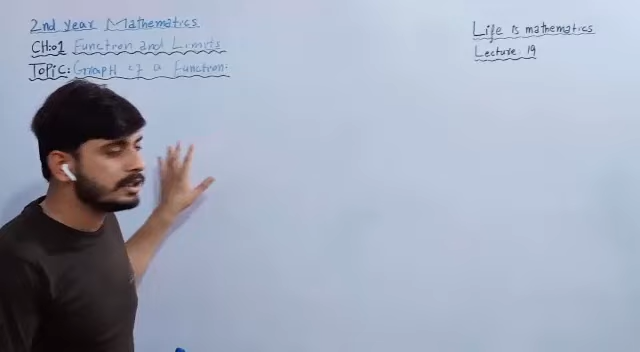 2nd year Mathematics
CH:01 Function and Limits
Topic: Graph of a Function.
Life is mathematics
Lecture 19